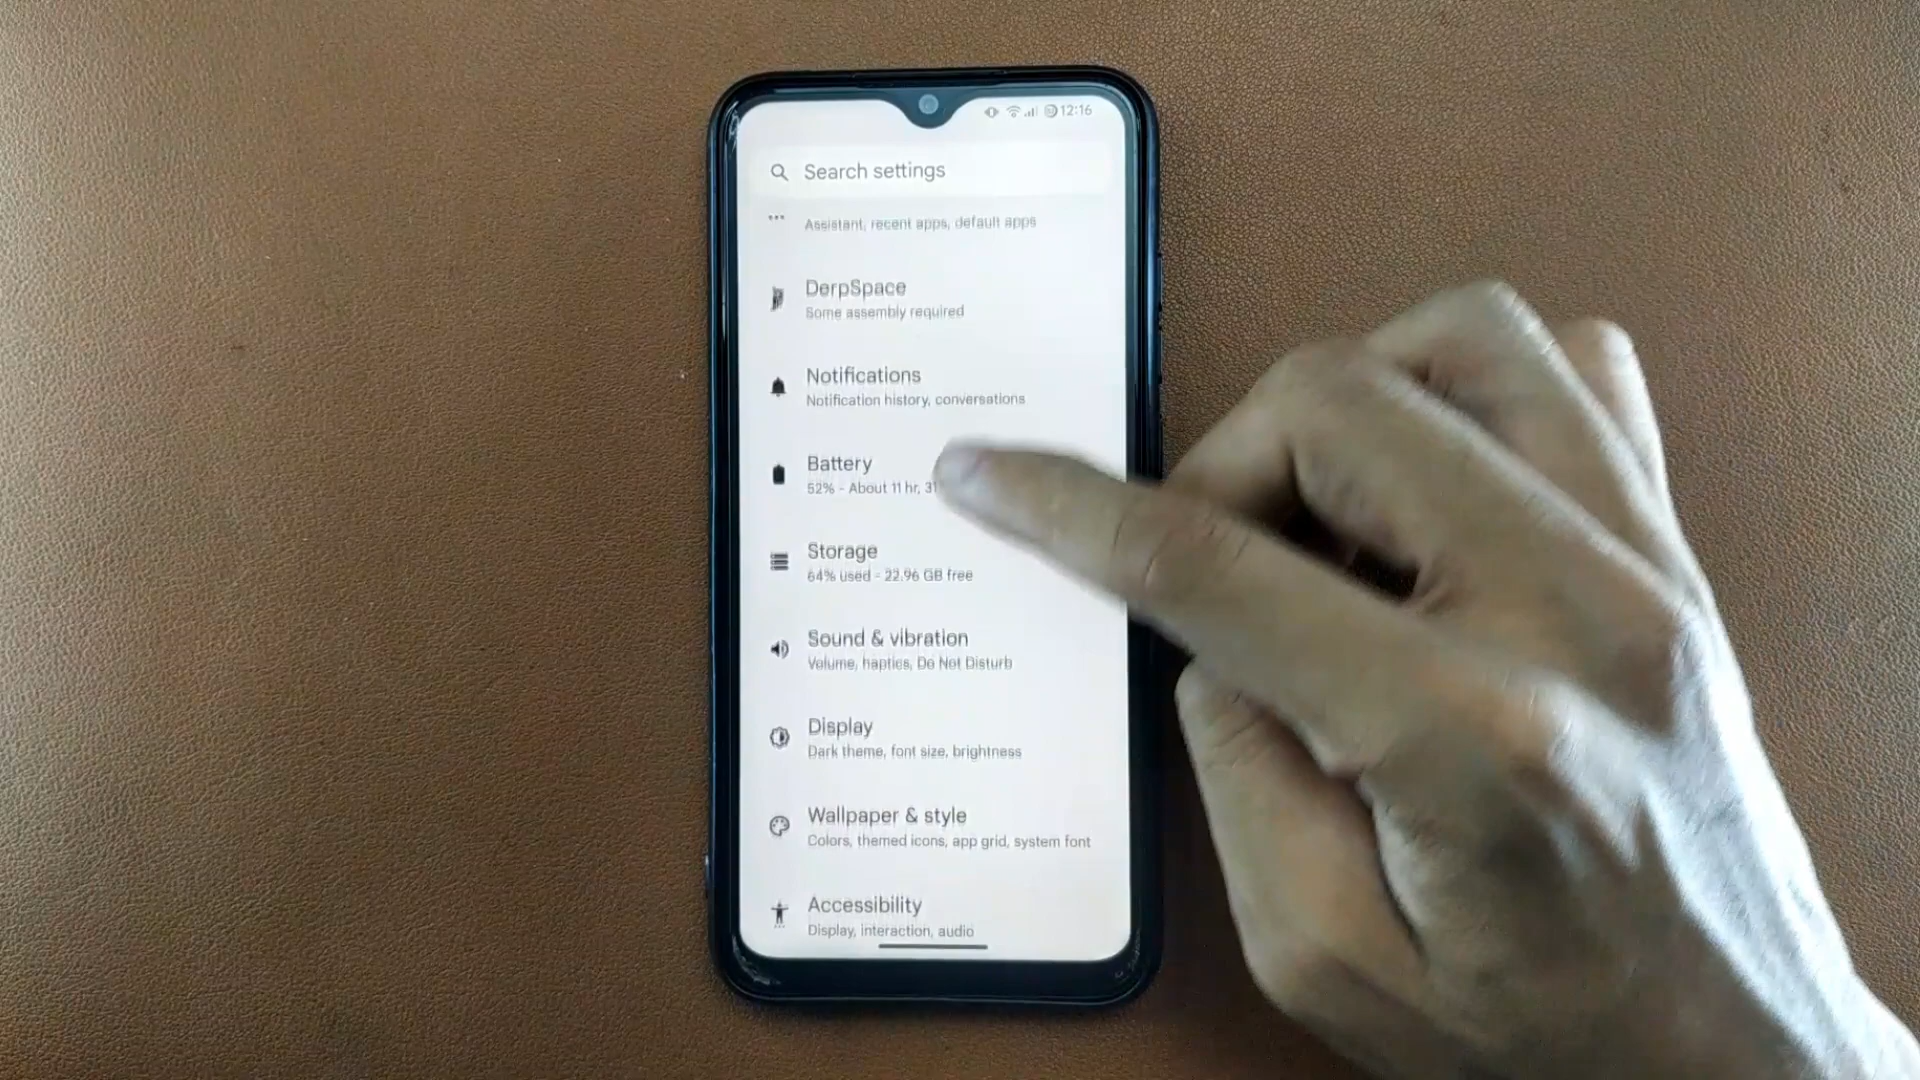 12:16
Search settings
Assistant, recent apps, default apps
DerpSpace
Some assembly required
Notifications
Notification history, conversations
Battery
52% - About 11 hr, 31
Storage
64% used - 22.96 GB free
Sound & vibration
Volume, haptics, Do Not Disturb
Display
Dark theme, font size, brightness
Wallpaper & style
Colors, themed icons, app grid, system font
Accessibility
Display, interaction, audio